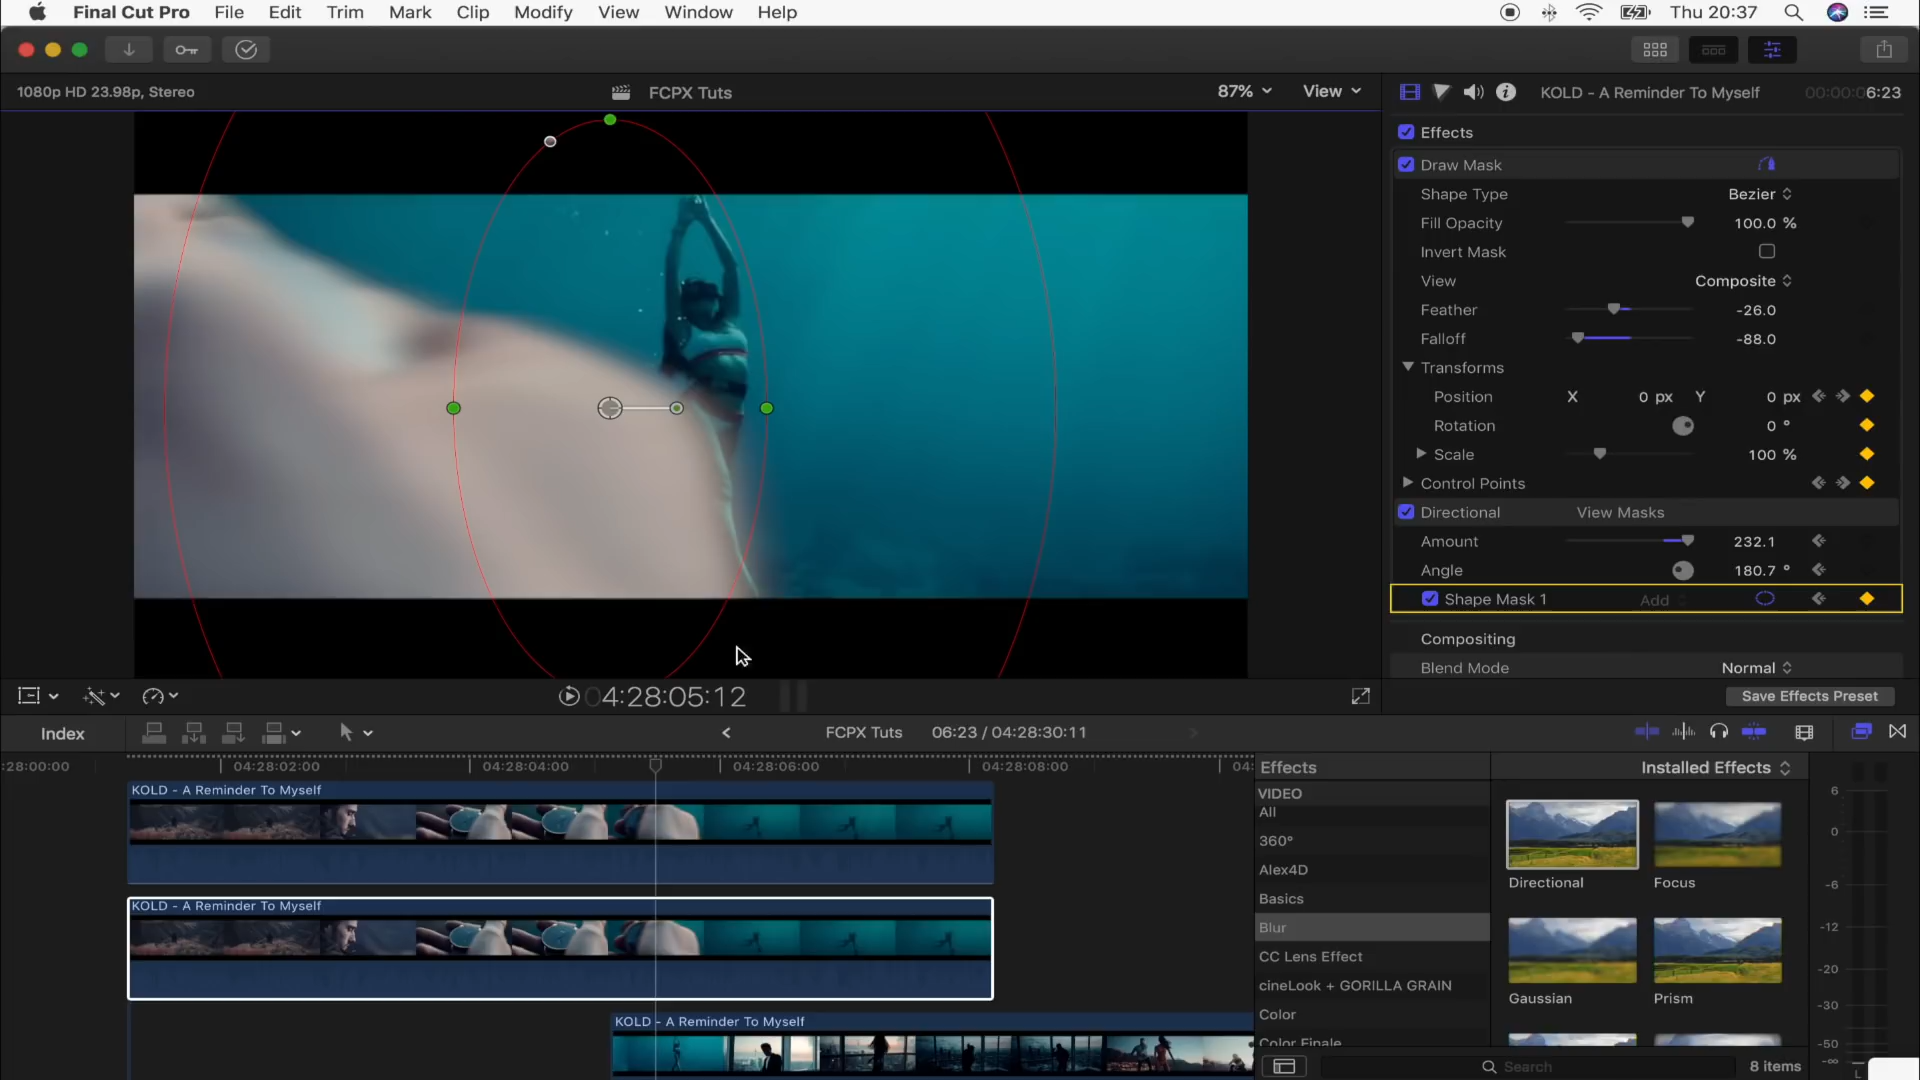 Final Cut Pro File Edit Trim Mark Clip Modify View Window Help Thu 20:37
1080p HD 23.98p, Stereo FCPX Tuts 87% View KOLD - A Reminder To Myself 00:00:06:23
Effects
Draw Mask
Shape Type Bezier
Fill Opacity 100.0 %
Invert Mask
View Composite
Feather -26.0
Falloff -88.0
Transforms
Position X 0 px Y 0 px
Rotation 0 °
Scale 100 %
Control Points
Directional View Masks
Amount 232.1
Angle 180.7 °
Shape Mask 1 Add
Compositing
Blend Mode Normal
04:28:05:12 Save Effects Preset
Index FCPX Tuts 06:23 / 04:28:30:11
:28:00:00 04:28:02:00 04:28:04:00 04:28:06:00 04:28:08:00 04:
KOLD - A Reminder To Myself
KOLD - A Reminder To Myself
KOLD - A Reminder To Myself
Effects Installed Effects
VIDEO
All
360°
Alex4D
Basics
Blur
CC Lens Effect
cineLook + GORILLA GRAIN
Color
Color Finale
Directional Focus
Gaussian Prism
Search 8 items
6
0
-6
-12
-20
-30
-50
-∞
L